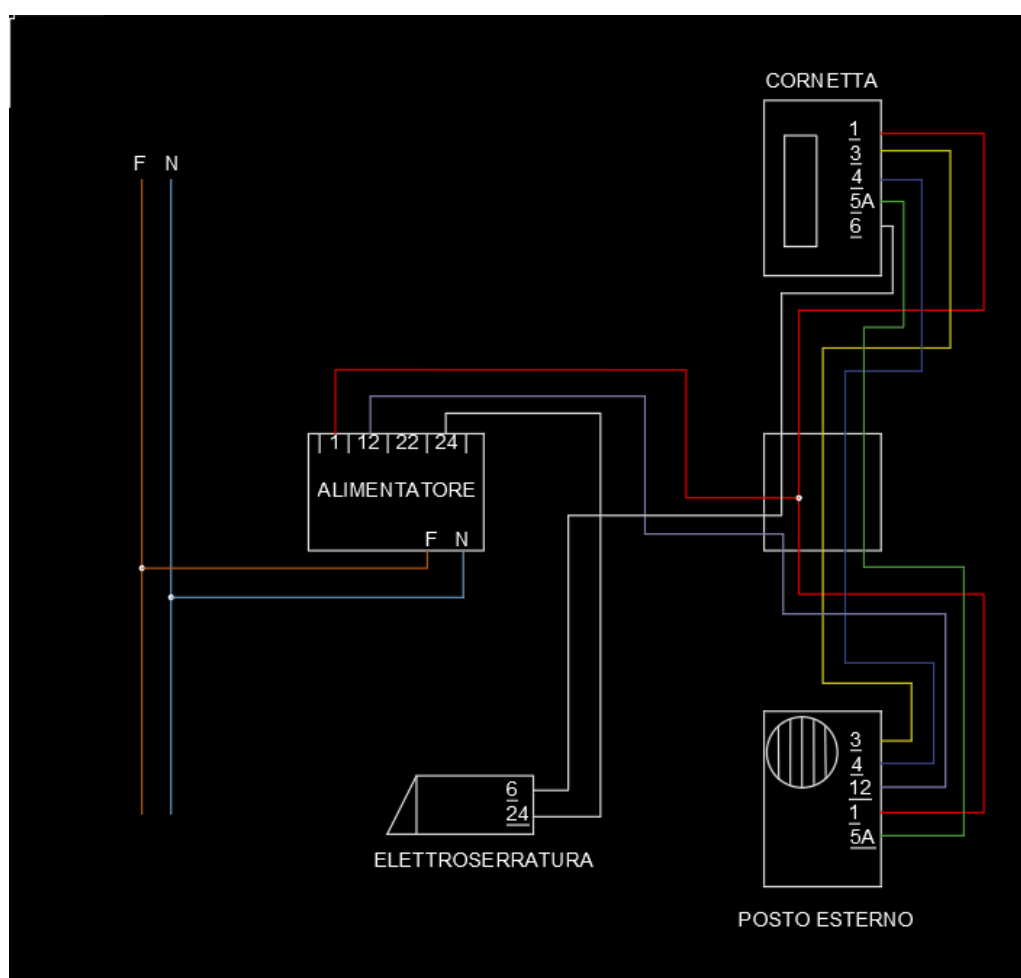 CORNETTA
1
3
4
5A
6
F N
| 1 | 12 | 22 | 24 |
ALIMENTATORE
F N
3
4
12
1
5A
6
24
ELETTROSERRATURA
POSTO ESTERNO